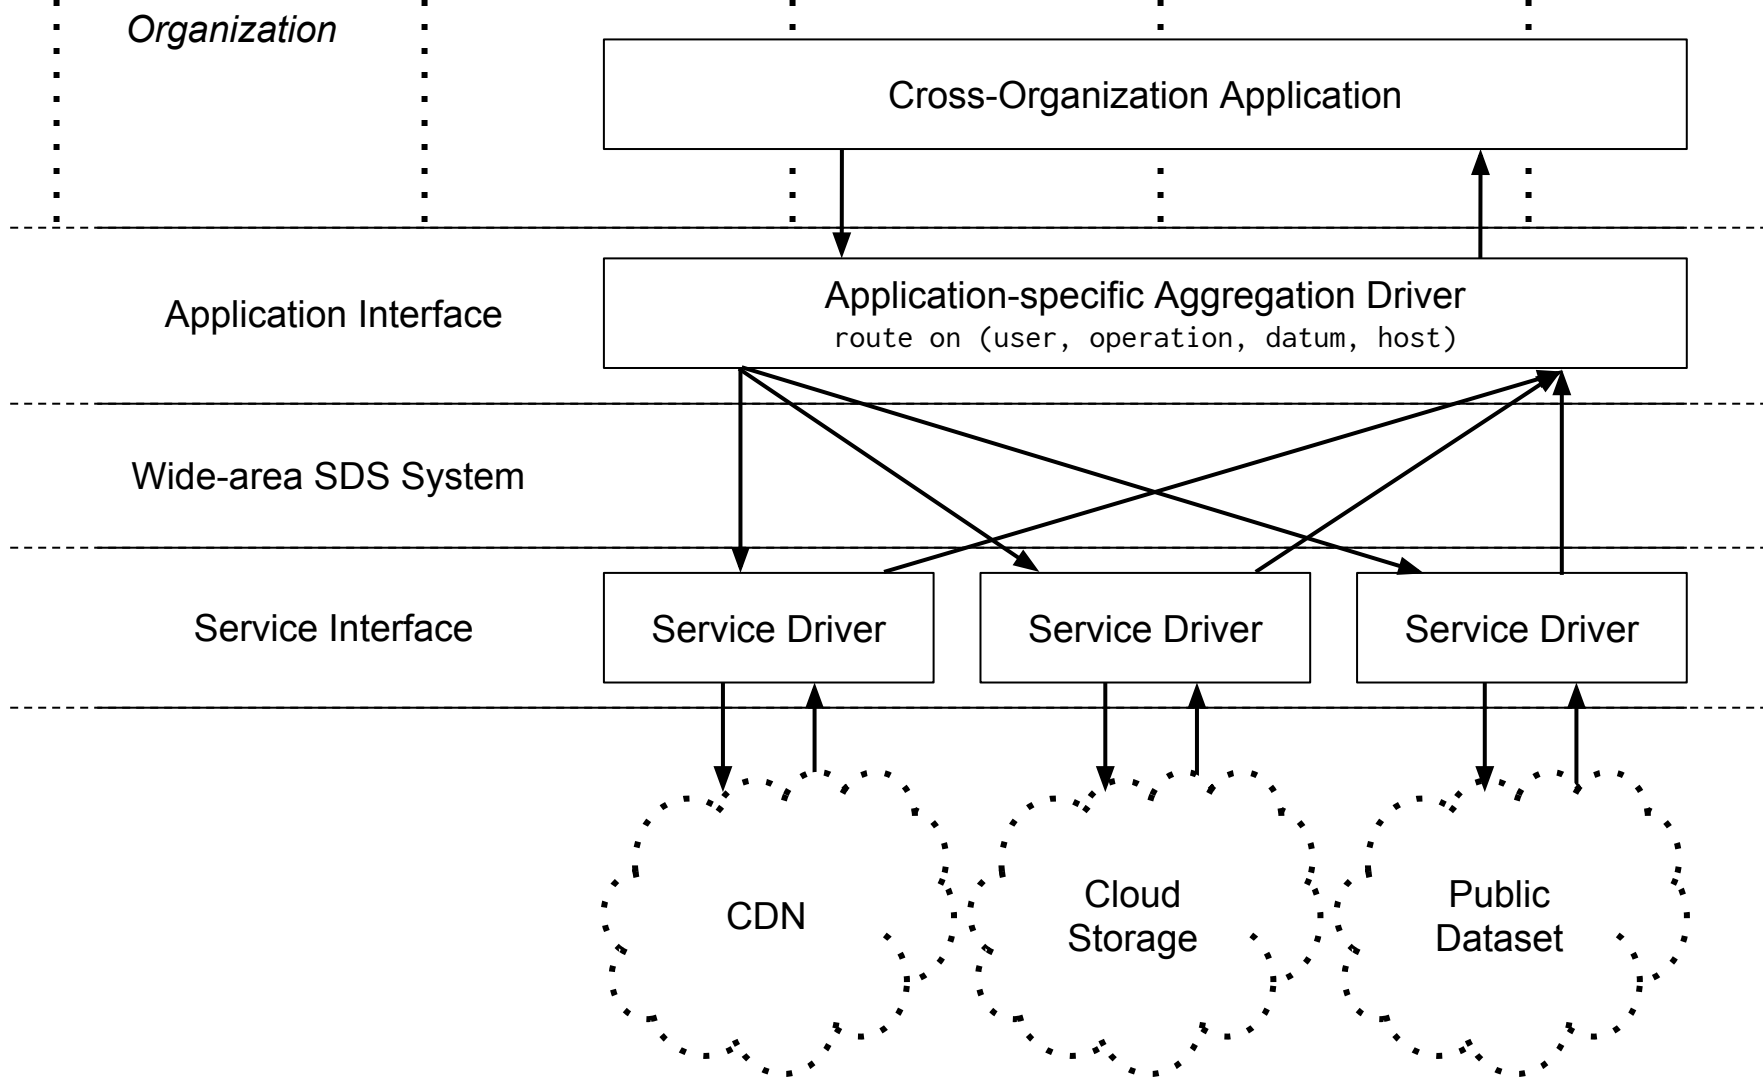 Organization
Cross-Organization Application
Application Interface
Application-specific Aggregation Driver
route on (user, operation, datum, host)
Wide-area SDS System
Service Interface
Service Driver
Service Driver
Service Driver
CDN
Cloud
Storage
Public
Dataset